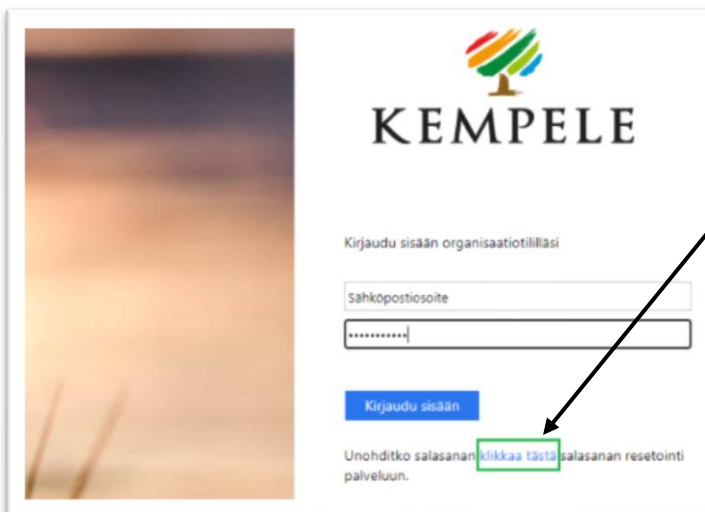 KEMPELE
Kirjaudu sisään organisaatiotililläsi
Sähköpostiosoite
•••••••••••
Kirjaudu sisään
Unohditko salasanan klikkaa tästä salasanan resetointi
palveluun.